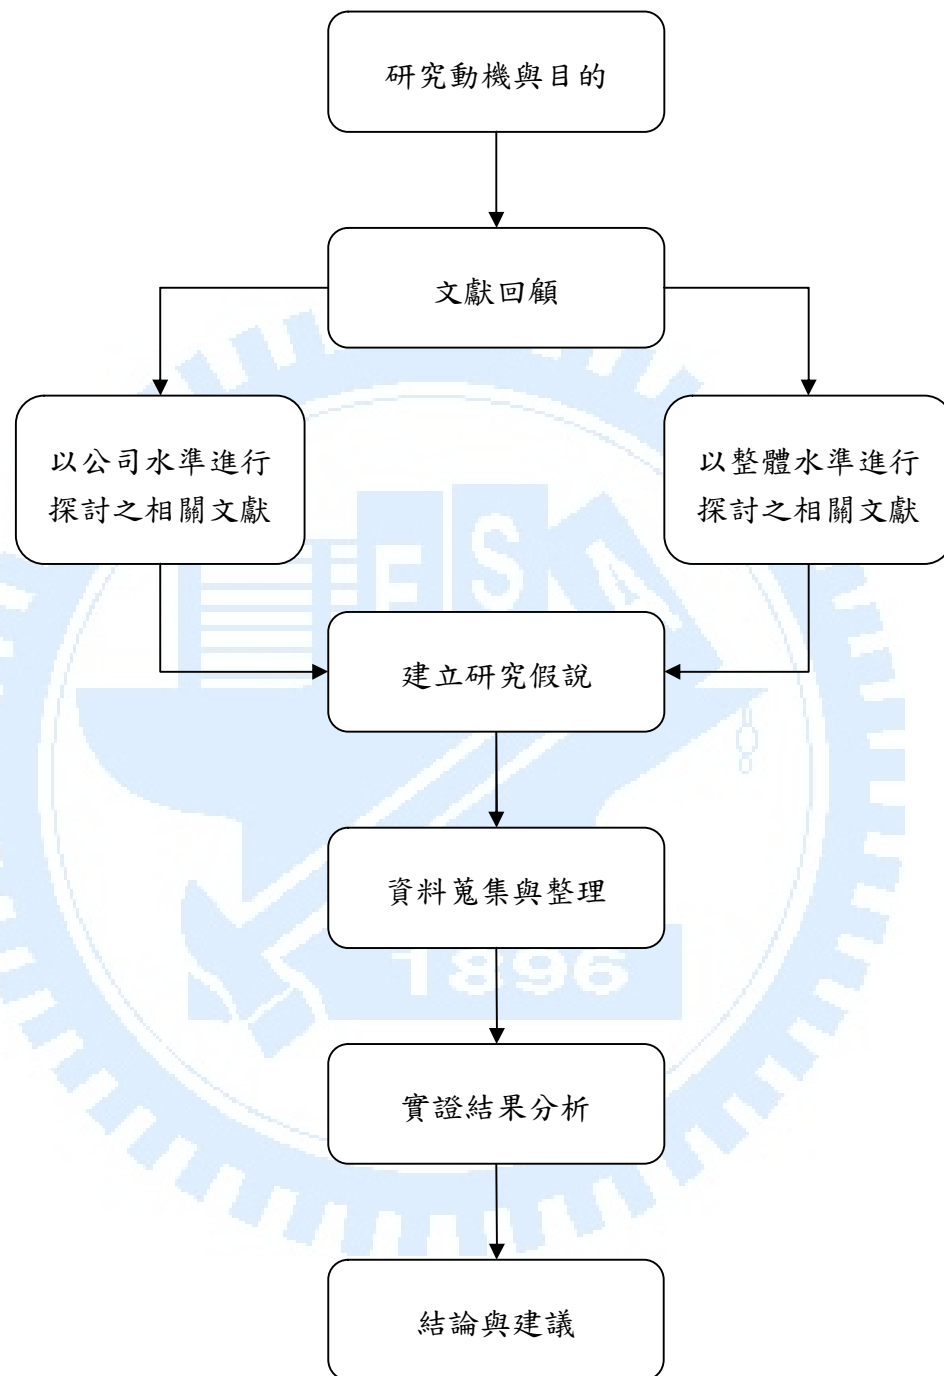 研究動機與目的
文獻回顧
以公司水準進行
探討之相關文獻
以整體水準進行
探討之相關文獻
E S A
建立研究假說
資料蒐集與整理
1896
實證結果分析
結論與建議